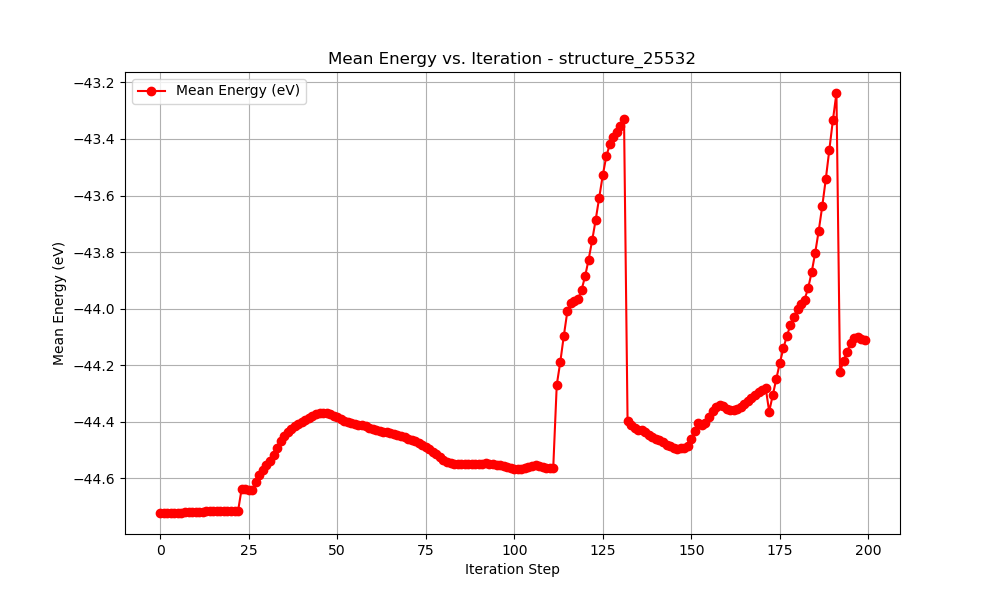 Mean Energy vs. Iteration - structure_25532
Mean Energy (eV)
−43.2
−43.4
−43.6
−43.8
−44.0
−44.2
−44.4
−44.6
Mean Energy (eV)
0 25 50 75 100 125 150 175 200
Iteration Step